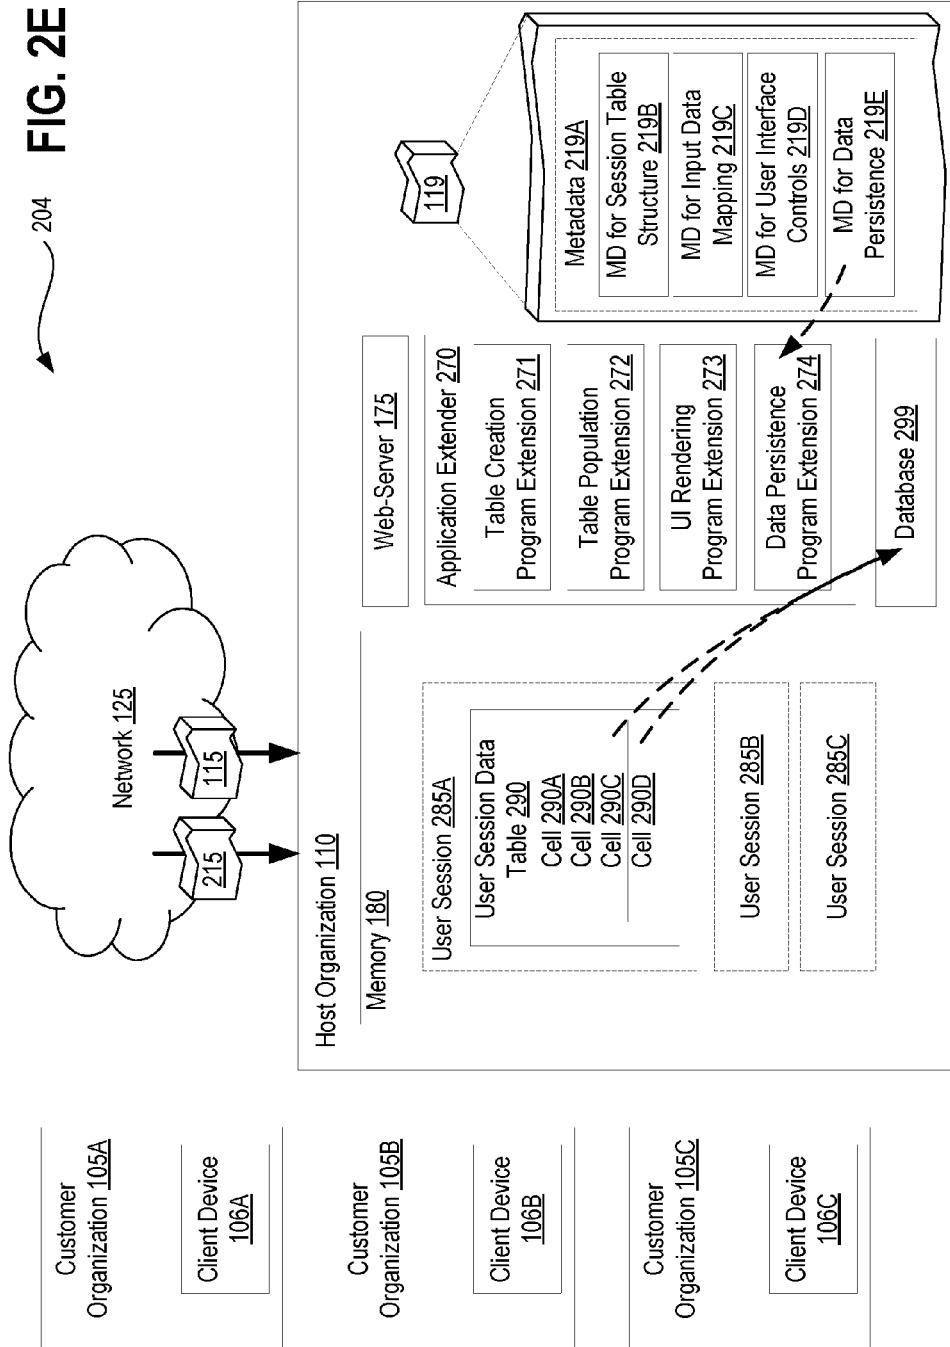 FIG. 2E
204
Customer
Organization 105A
Client Device
106A
Customer
Organization 105B
Client Device
106B
Customer
Organization 105C
Client Device
106C
Network 125
215
115
Host Organization 110
Memory 180
User Session 285A
User Session Data
Table 290
Cell 290A
Cell 290B
Cell 290C
Cell 290D
User Session 285B
User Session 285C
Web-Server 175
Application Extender 270
Table Creation
Program Extension 271
Table Population
Program Extension 272
UI Rendering
Program Extension 273
Data Persistence
Program Extension 274
Database 299
119
Metadata 219A
MD for Session Table
Structure 219B
MD for Input Data
Mapping 219C
MD for User Interface
Controls 219D
MD for Data
Persistence 219E